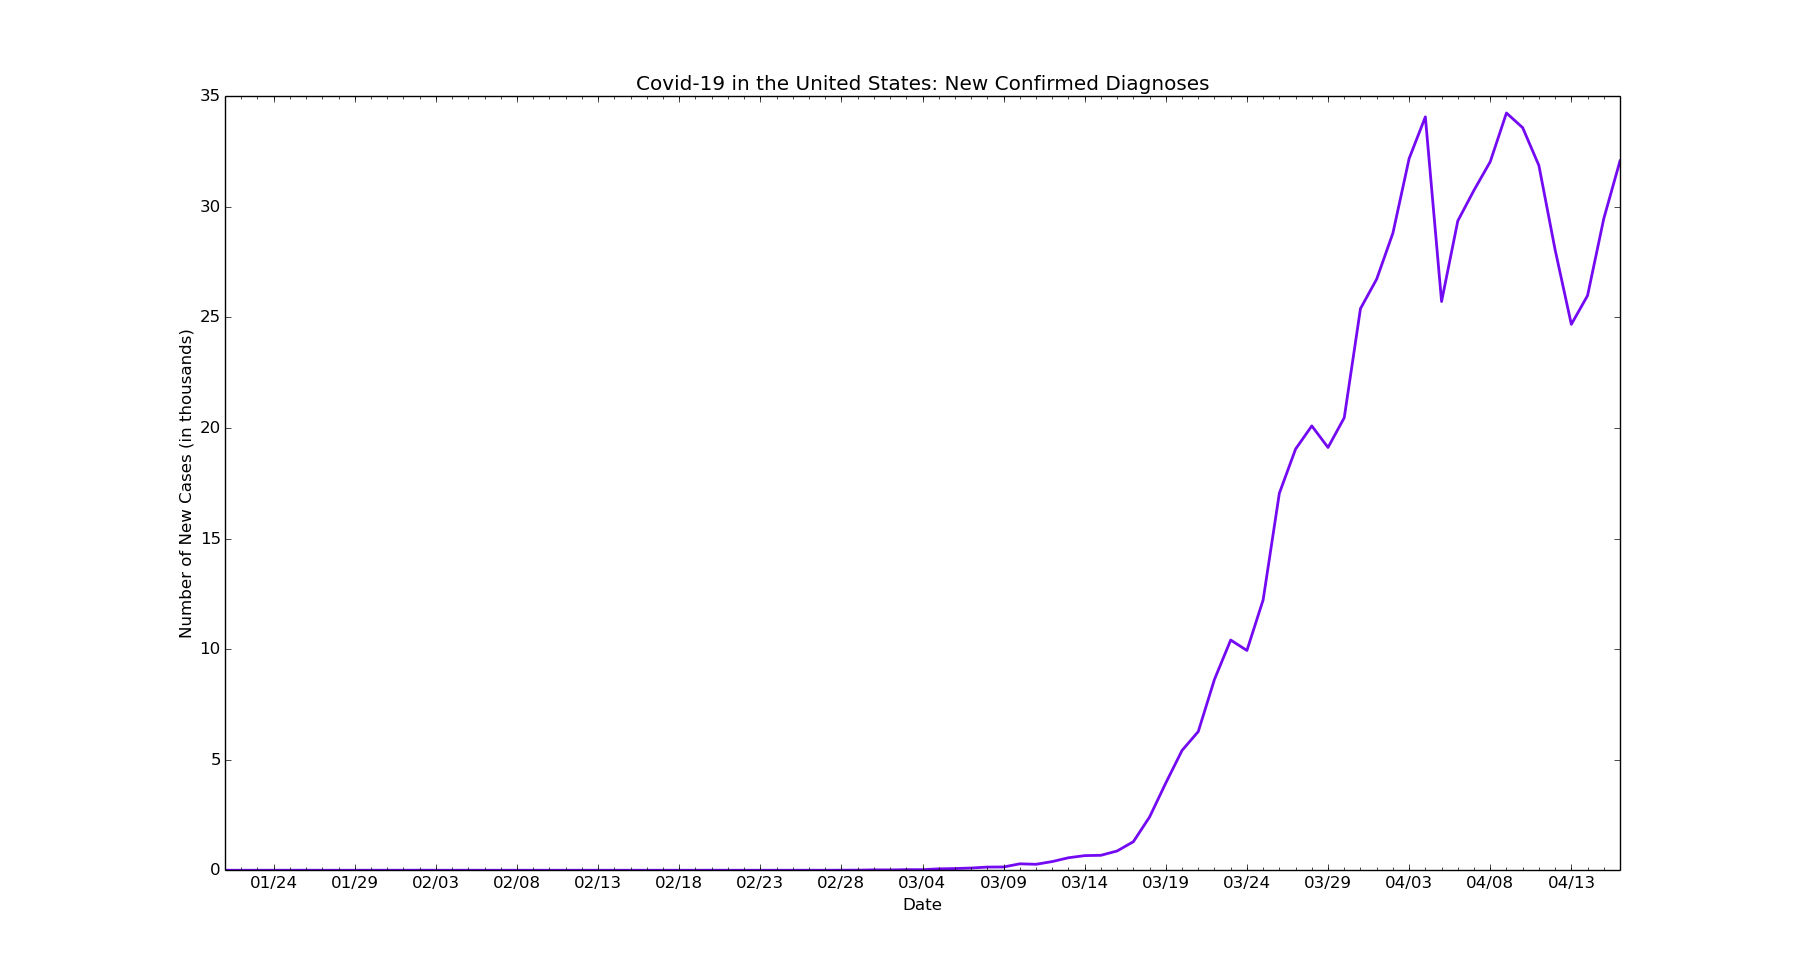 Covid-19 in the United States: New Confirmed Diagnoses
35
30
25
20
15
10
5
0
Number of New Cases (in thousands)
01/24 01/29 02/03 02/08 02/13 02/18 02/23 02/28 03/04 03/09 03/14 03/19 03/24 03/29 04/03 04/08 04/13
Date